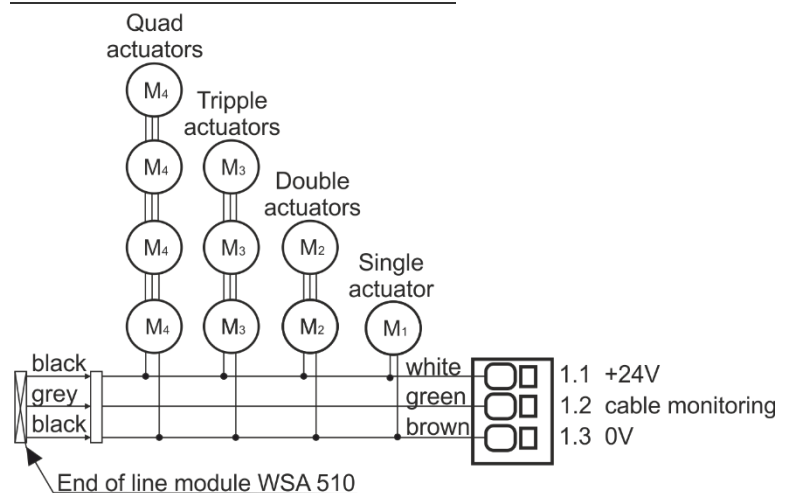 Quad
actuators
M4
Tripple
actuators
M4
M3
Double
actuators
M4
M3
M2
Single
actuator
M4
M3
M2
M1
black
white
1.1 +24V
grey
green
1.2 cable monitoring
black
brown
1.3 0V
End of line module WSA 510